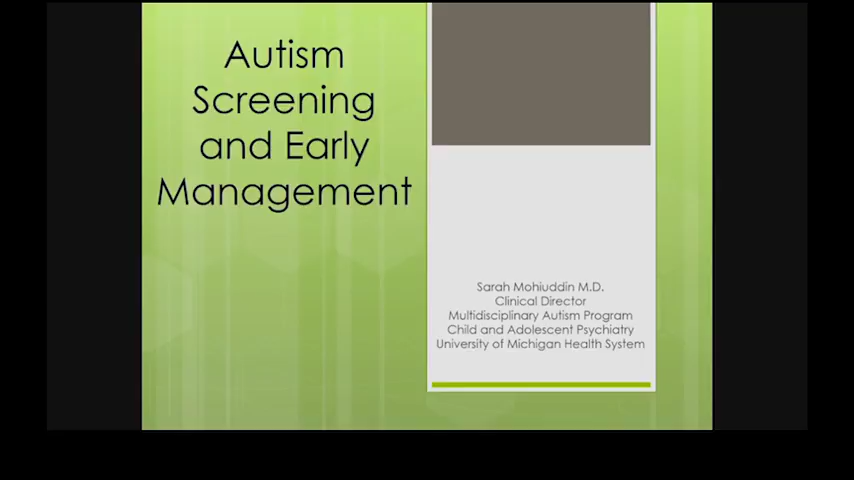 Autism
Screening
and Early
Management
Sarah Mohiuddin M.D.
Clinical Director
Multidisciplinary Autism Program
Child and Adolescent Psychiatry
University of Michigan Health System